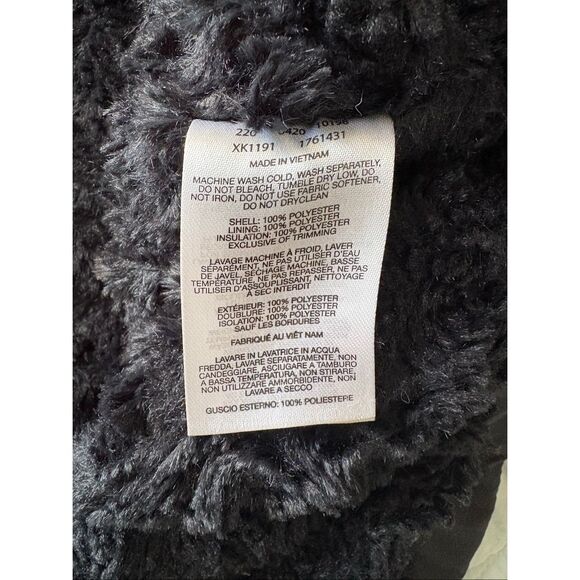 220 0420 10198
XK1191 1761431
MADE IN VIETNAM
MACHINE WASH COLD, WASH SEPARATELY,
DO NOT BLEACH, TUMBLE DRY LOW, DO
NOT IRON, DO NOT USE FABRIC SOFTENER,
DO NOT DRYCLEAN
SHELL: 100% POLYESTER
LINING: 100% POLYESTER
INSULATION: 100% POLYESTER
EXCLUSIVE OF TRIMMING
LAVAGE MACHINE À FROID, LAVER
SÉPARÉMENT, NE PAS UTILISER D'EAU
DE JAVEL, SECHAGE MACHINE, BASSE
TEMPÉRATURE, NE PAS REPASSER, NE PAS
UTILISER D'ASSOUPLISSANT, NETTOYAGE
À SEC INTERDIT
EXTÉRIEUR: 100% POLYESTER
DOUBLURE: 100% POLYESTER
ISOLATION: 100% POLYESTER
SAUF LES BORDURES
FABRIQUÉ AU VIÊT NAM
LAVARE IN LAVATRICE IN ACQUA
FREDDA, LAVARE SEPARATAMENTE, NON
CANDEGGIARE, ASCIUGARE A TAMBURO
A BASSA TEMPERATURA, NON STIRARE,
NON UTILIZZARE AMMORBIDENTE, NON
LAVARE A SECCO
GUSCIO ESTERNO: 100% POLIESTERE